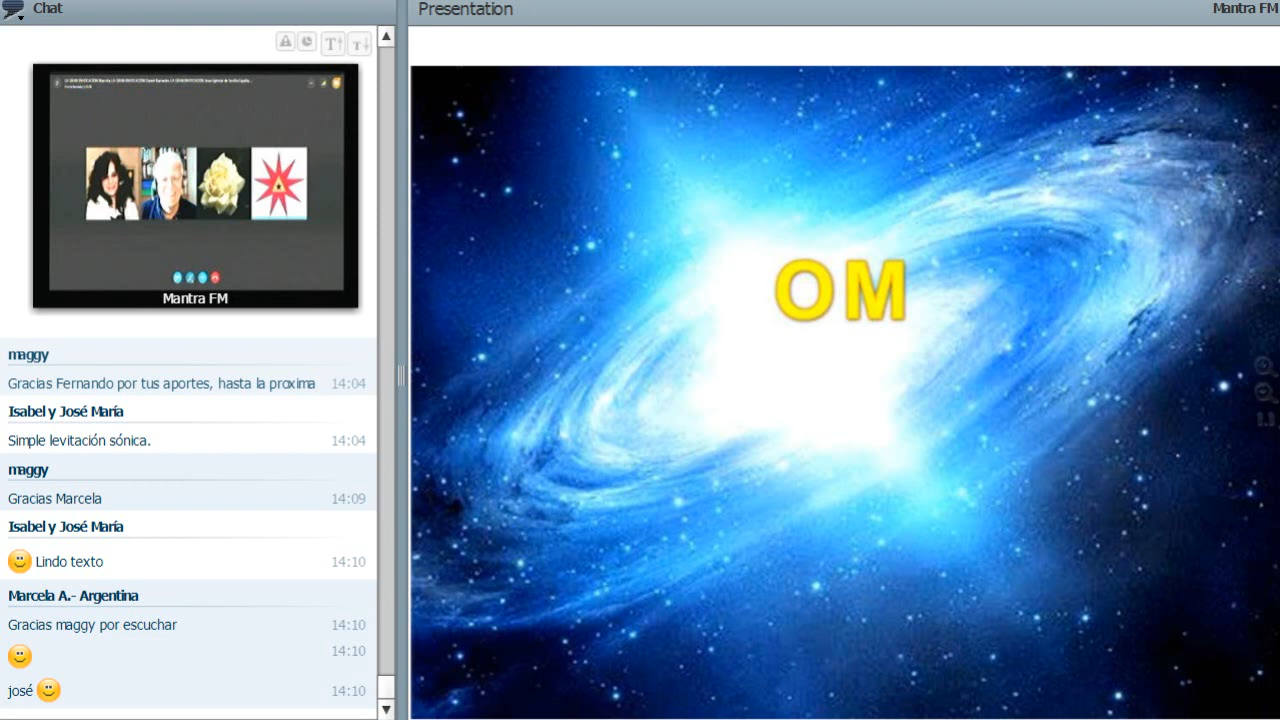 Chat
Presentation
Mantra FM
Mantra FM
maggy
Gracias Fernando por tus aportes, hasta la proxima 14:04
Isabel y José María
Simple levitación sónica. 14:04
maggy
Gracias Marcela 14:09
Isabel y José María
Lindo texto 14:10
Marcela A.- Argentina
Gracias maggy por escuchar 14:10
14:10
josé 14:10
OM